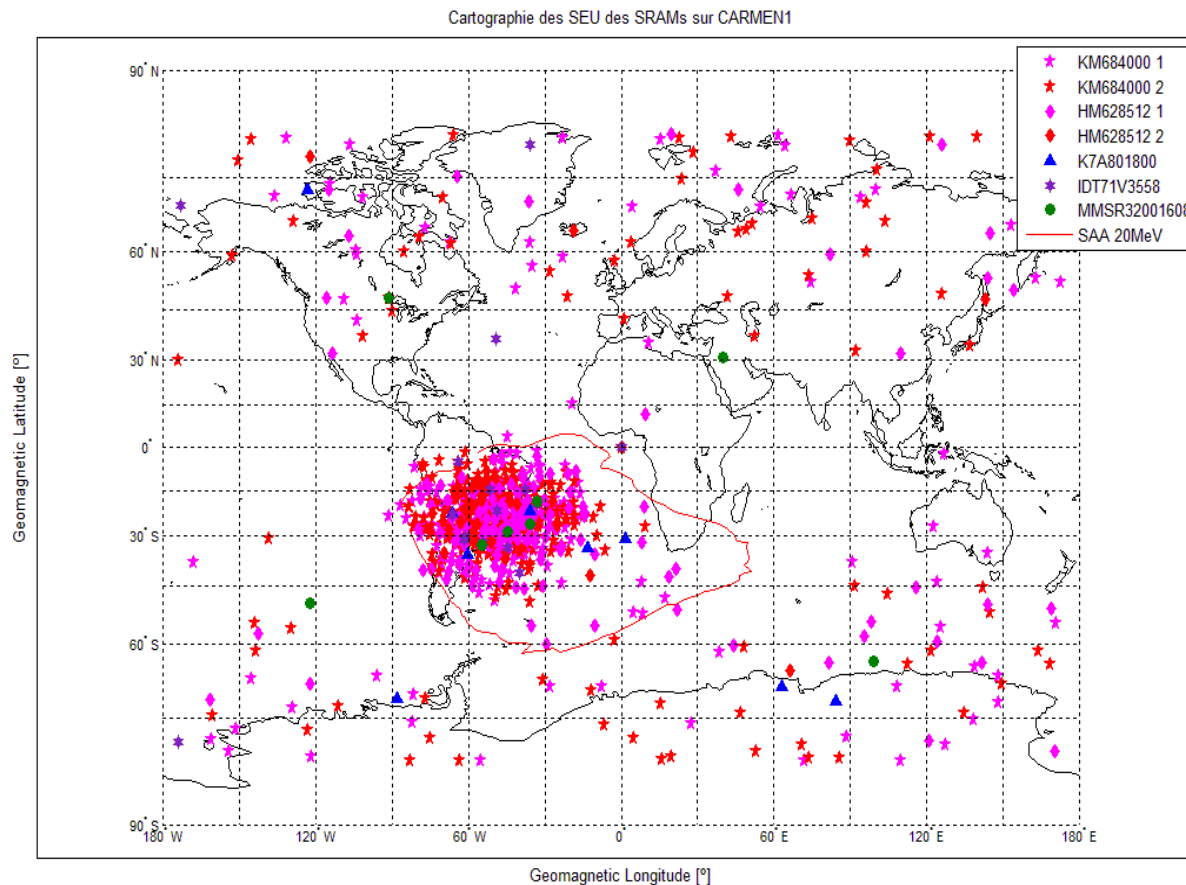 Cartographie des SEU des SRAMs sur CARMEN1
KM684000 1
KM684000 2
HM628512 1
HM628512 2
K7A801800
IDT71V3558
MMSR32001608
SAA 20MeV
90° N
60° N
30° N
0°
30° S
60° S
90° S
180° W
120° W
60° W
0°
60° E
120° E
180° E
Geomagnetic Latitude [º]
Geomagnetic Longitude [º]